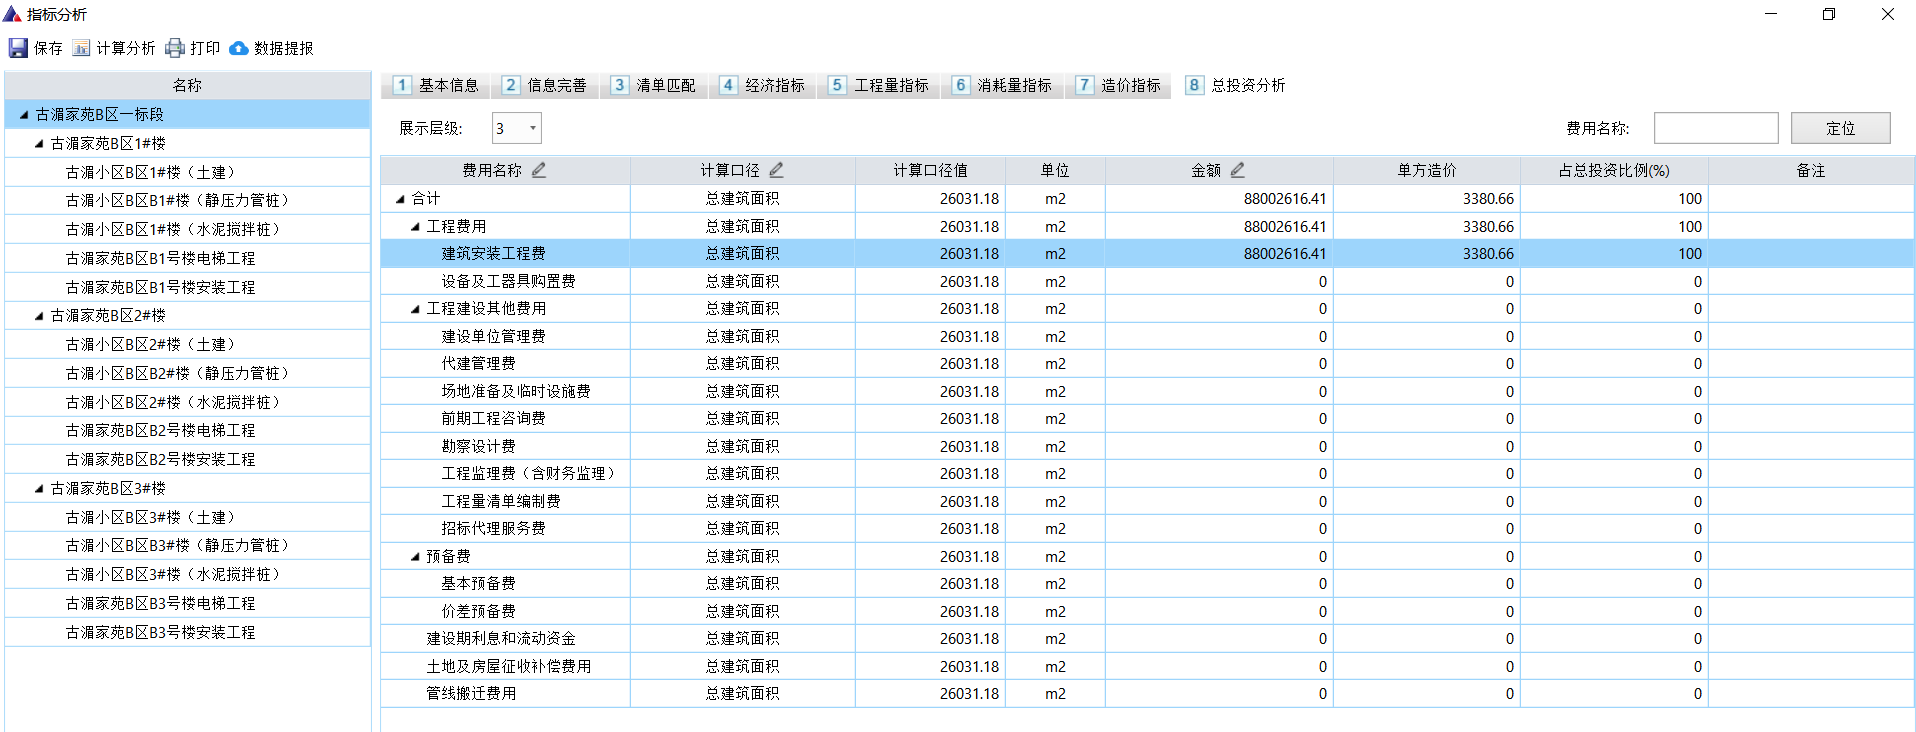 指标分析
保存 计算分析 打印 数据提报
名称
古湄家苑B区一标段
古湄家苑B区1#楼
古湄小区B区1#楼（土建）
古湄小区B区B1#楼（静压力管桩）
古湄小区B区1#（水泥搅拌桩）
古湄家苑B区B1号楼电梯工程
古湄家苑B区B1号楼安装工程
古湄家苑B区2#楼
古湄小区B区2#楼（土建）
古湄小区B区B2#楼（静压力管桩）
古湄小区B区2#楼（水泥搅拌桩）
古湄家苑B区B2号楼电梯工程
古湄家苑B区B2号楼安装工程
古湄家苑B区3#楼
古湄小区B区3#楼（土建）
古湄小区B区B3#楼（静压力管桩）
古湄小区B区3#楼（水泥搅拌桩）
古湄家苑B区B3号楼电梯工程
古湄家苑B区B3号楼安装工程
1 基本信息 2 信息完善 3 清单匹配 4 经济指标 5 工程量指标 6 消耗量指标 7 造价指标 8 总投资分析
展示层级: 3 费用名称: 定位
费用名称 计算口径 计算口径值 单位 金额 单方造价 占总投资比例(%) 备注
合计 总建筑面积 26031.18 m2 88002616.41 3380.66 100
工程费用 总建筑面积 26031.18 m2 88002616.41 3380.66 100
建筑安装工程费 总建筑面积 26031.18 m2 88002616.41 3380.66 100
设备及工器具购置费 总建筑面积 26031.18 m2 0 0 0
工程建设其他费用 总建筑面积 26031.18 m2 0 0 0
建设单位管理费 总建筑面积 26031.18 m2 0 0 0
代建管理费 总建筑面积 26031.18 m2 0 0 0
场地准备及临时设施费 总建筑面积 26031.18 m2 0 0 0
前期工程咨询费 总建筑面积 26031.18 m2 0 0 0
勘察设计费 总建筑面积 26031.18 m2 0 0 0
工程监理费（含财务监理） 总建筑面积 26031.18 m2 0 0 0
工程量清单编制费 总建筑面积 26031.18 m2 0 0 0
招标代理服务费 总建筑面积 26031.18 m2 0 0 0
预备费 总建筑面积 26031.18 m2 0 0 0
基本预备费 总建筑面积 26031.18 m2 0 0 0
价差预备费 总建筑面积 26031.18 m2 0 0 0
建设期利息和流动资金 总建筑面积 26031.18 m2 0 0 0
土地及房屋征收补偿费用 总建筑面积 26031.18 m2 0 0 0
管线搬迁费用 总建筑面积 26031.18 m2 0 0 0